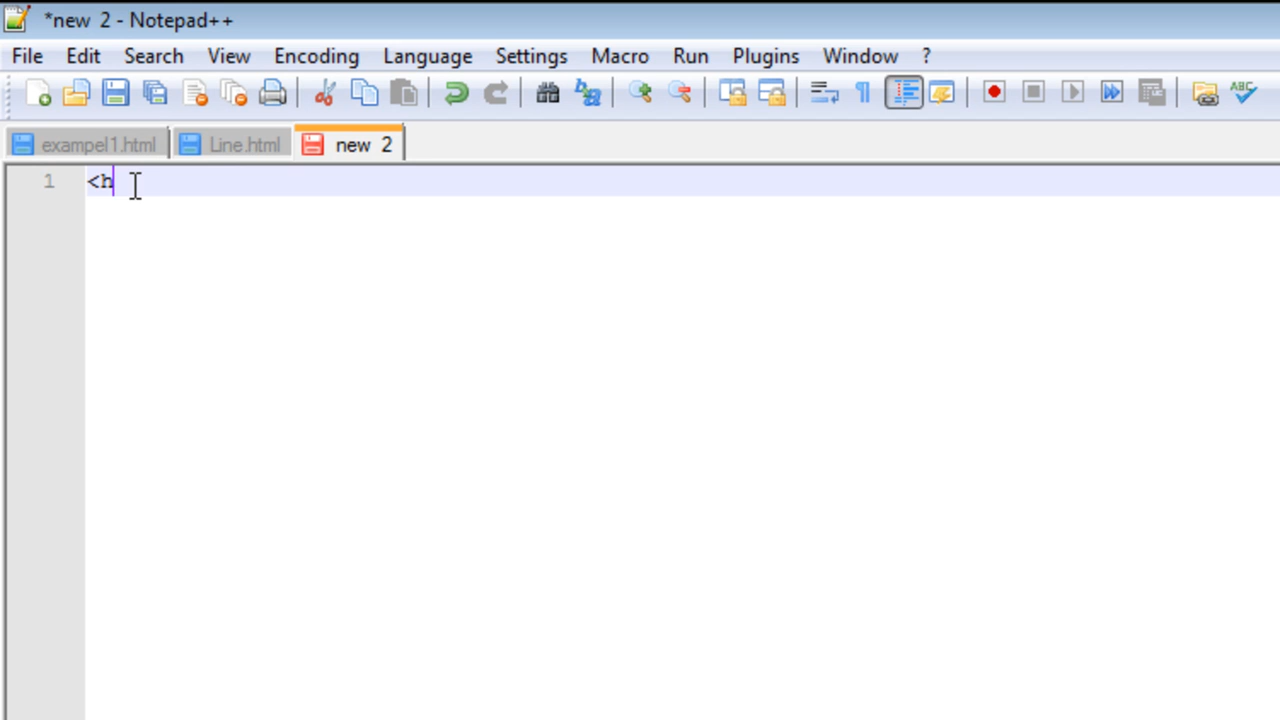 *new 2 - Notepad++
File Edit Search View Encoding Language Settings Macro Run Plugins Window ?
exampel1.html Line.html new 2
1 <h